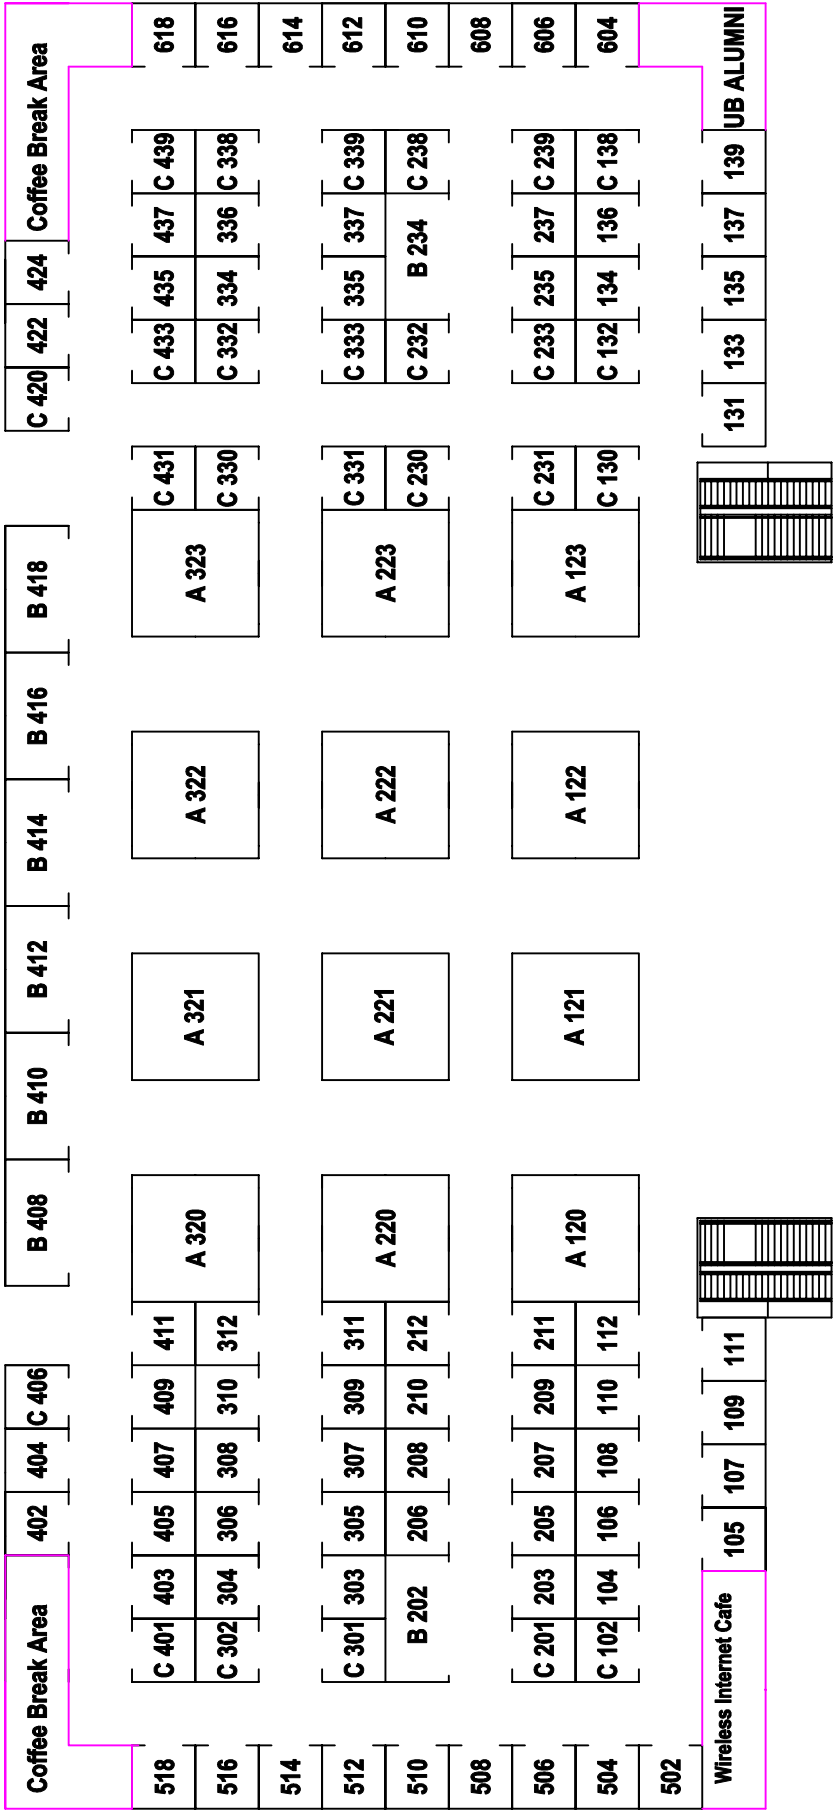 618
616
614
612
610
608
606
604
Coffee Break Area
UB ALUMNI
C 439
C 338
C 339
C 238
C 239
C 138
139
437
336
337
B 234
237
136
137
424
435
334
335
235
134
135
422
C 433
C 332
C 333
C 232
C 233
C 132
133
C 420
131
C 431
C 330
C 331
C 230
C 231
C 130
B 418
A 323
A 223
A 123
B 416
A 322
A 222
A 122
B 414
B 412
A 321
A 221
A 121
B 410
B 408
A 320
A 220
A 120
411
312
311
212
211
112
111
C 406
409
310
309
210
209
110
109
404
407
308
307
208
207
108
107
402
405
306
305
206
205
106
105
403
304
303
B 202
203
104
C 401
C 302
C 301
C 201
C 102
Coffee Break Area
Wireless Internet Cafe
518
516
514
512
510
508
506
504
502